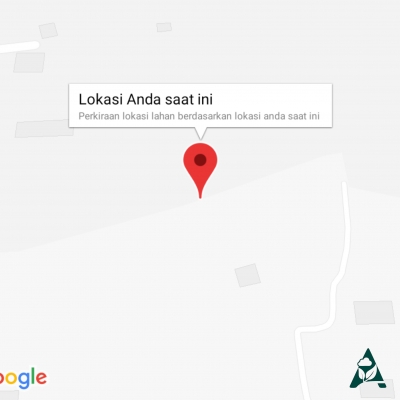 Lokasi Anda saat ini
Perkiraan lokasi lahan berdasarkan lokasi anda saat ini
oogle